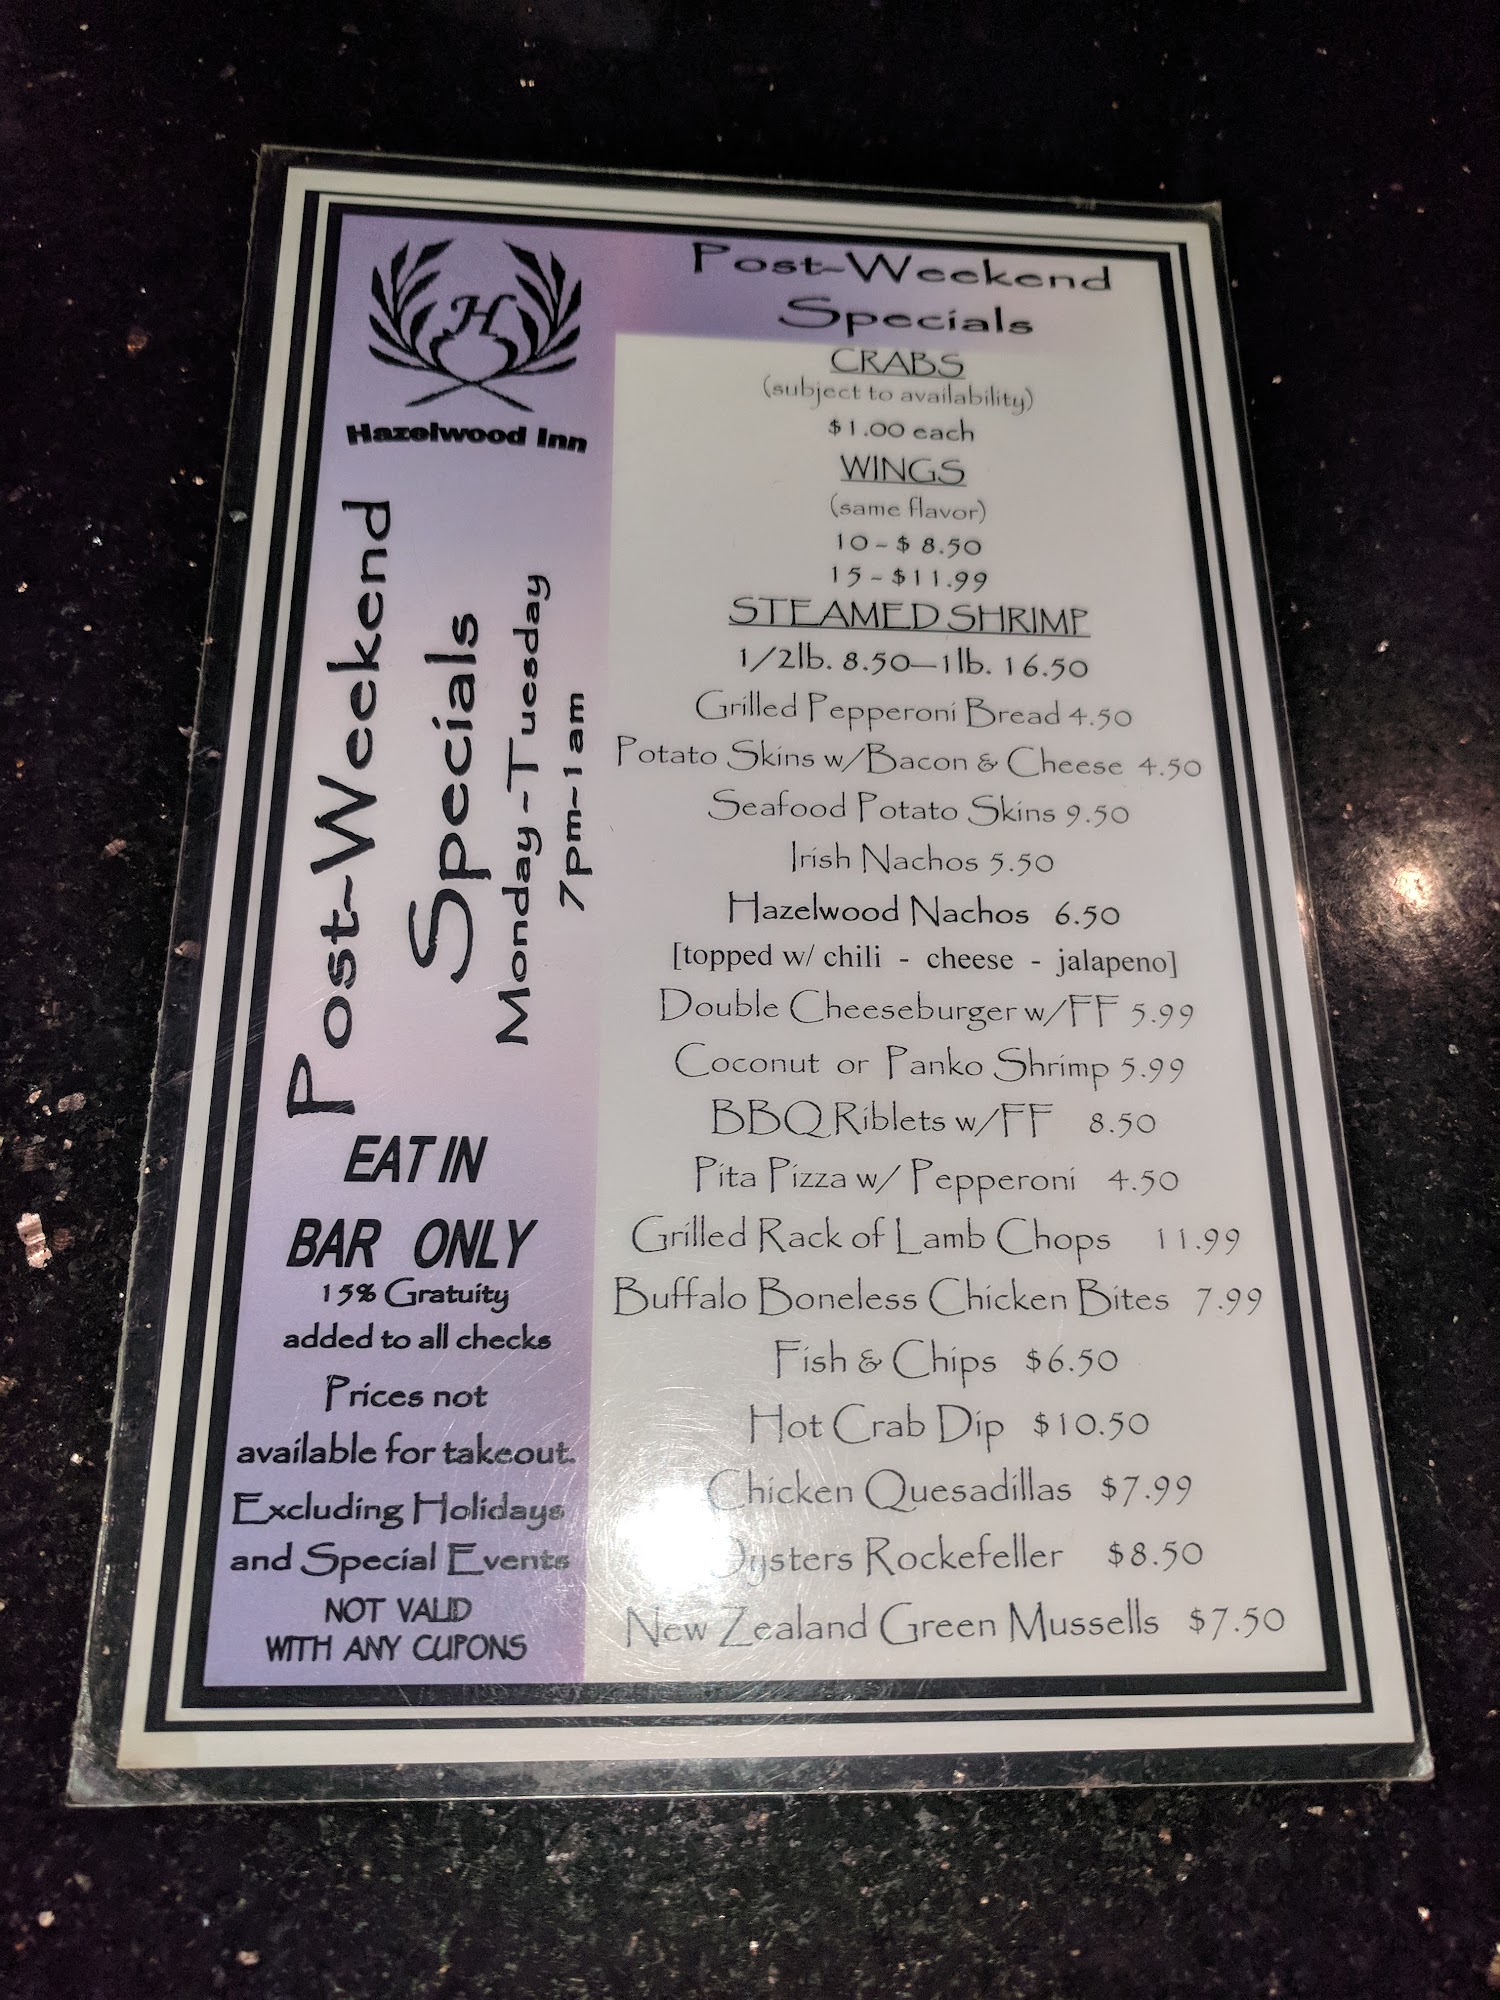 H
Hazelwood Inn
Post-Weekend
Specials
Monday - Tuesday
7pm-1am
EAT IN
BAR ONLY
15% Gratuity
added to all checks
Prices not
available for takeout.
Excluding Holidays
and Special Events
NOT VALID
WITH ANY CUPONS
Post-Weekend
Specials
CRABS
(subject to availability)
$1.00 each
WINGS
(same flavor)
10 - $ 8.50
15 - $11.99
STEAMED SHRIMP
1/2lb. 8.50—1lb. 16.50
Grilled Pepperoni Bread 4.50
Potato Skins w/Bacon & Cheese 4.50
Seafood Potato Skins 9.50
Irish Nachos 5.50
Hazelwood Nachos 6.50
[topped w/ chili - cheese - jalapeno]
Double Cheeseburger w/FF 5.99
Coconut or Panko Shrimp 5.99
BBQ Riblets w/FF 8.50
Pita Pizza w/ Pepperoni 4.50
Grilled Rack of Lamb Chops 11.99
Buffalo Boneless Chicken Bites 7.99
Fish & Chips $6.50
Hot Crab Dip $10.50
Chicken Quesadillas $7.99
Oysters Rockefeller $8.50
New Zealand Green Mussells $7.50